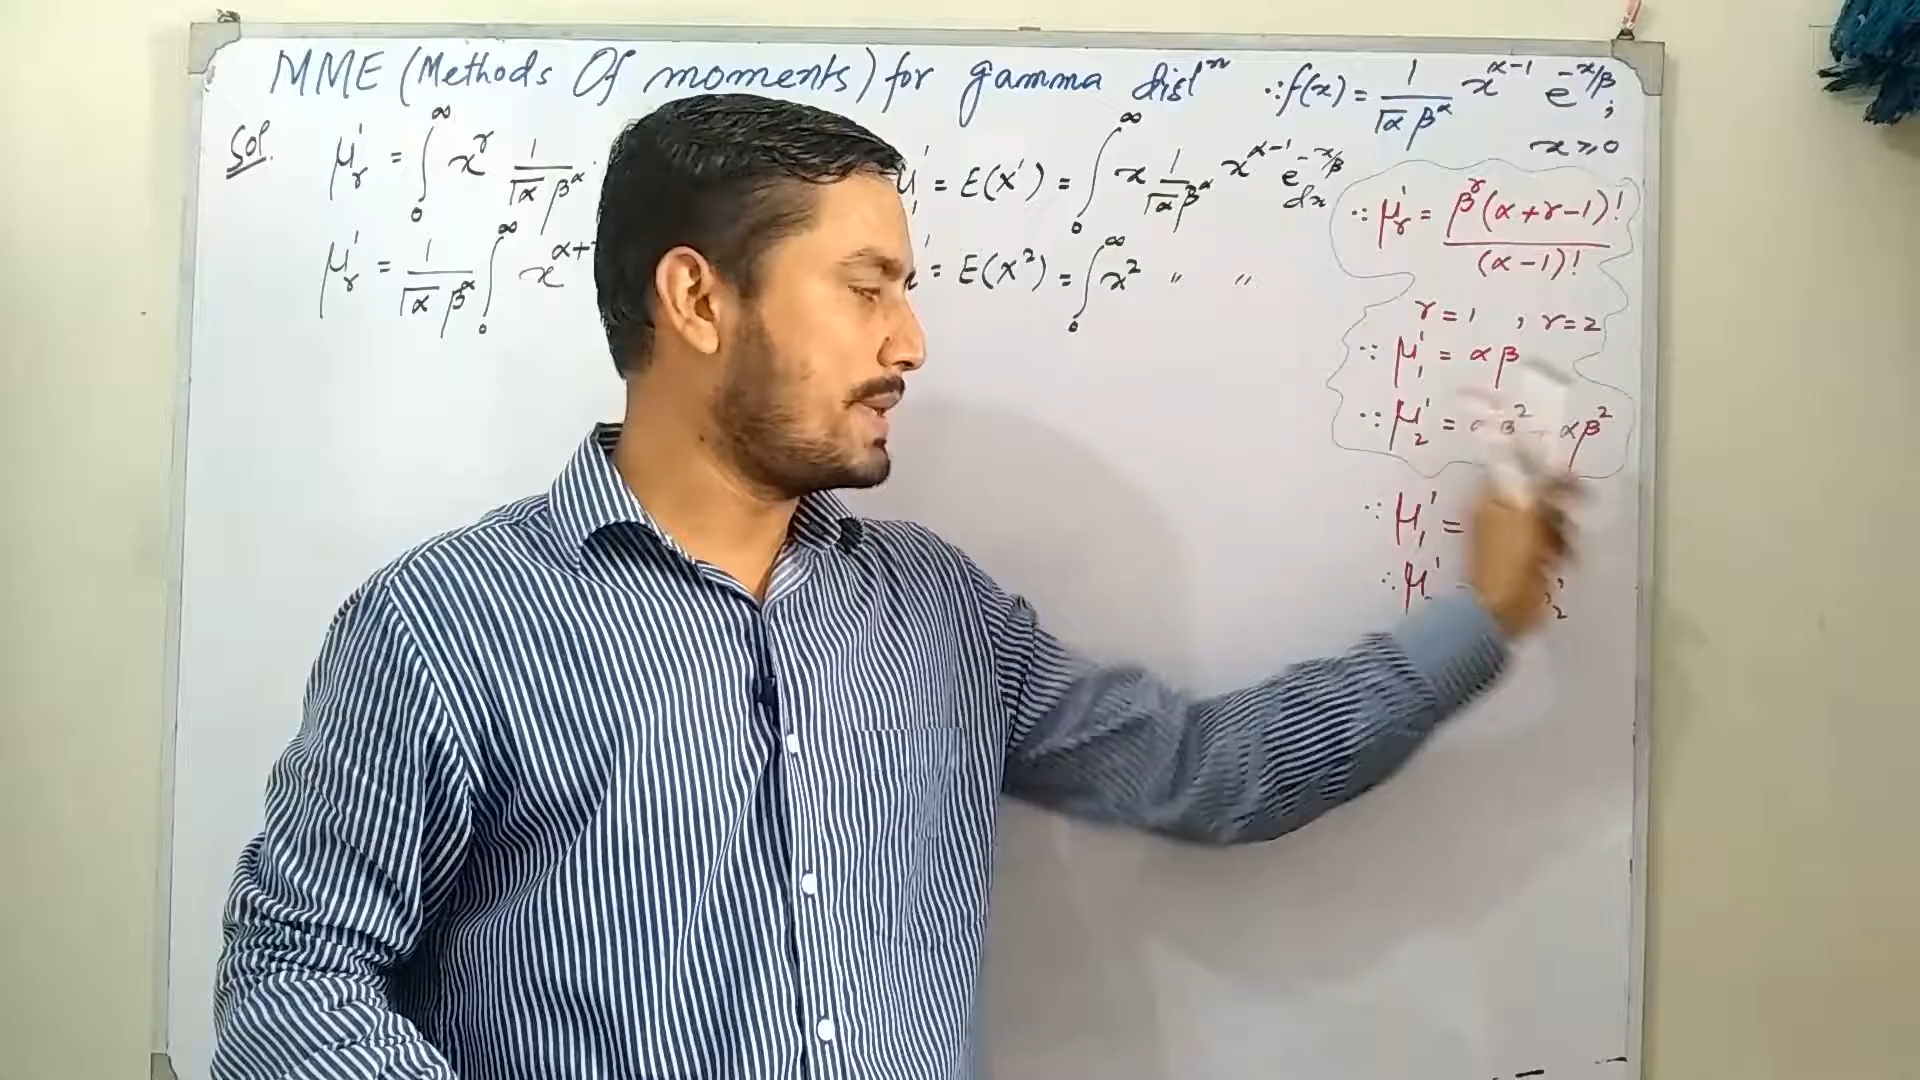 MME (Methods Of moments) for gamma distⁿ ∵ f(x) = 1/(Γα β^α) x^(α-1) e^(-x/β); x ≥ 0
Sol. μ'_r = ∫_0^∞ x^r 1/(Γα β^α)
μ'_r = 1/(Γα β^α) ∫_0^∞ x^(α+
μ'_1 = E(x') = ∫_0^∞ x 1/(Γα β^α) x^(α-1) e^(-x/β) dx
= E(x²) = ∫_0^∞ x² " "
∵ μ'_r = β^r (α+r-1)! / (α-1)!
r=1, r=2
∵ μ'_1 = αβ
∵ μ'_2 = αβ²
∵ μ'_1 =
∵ μ'